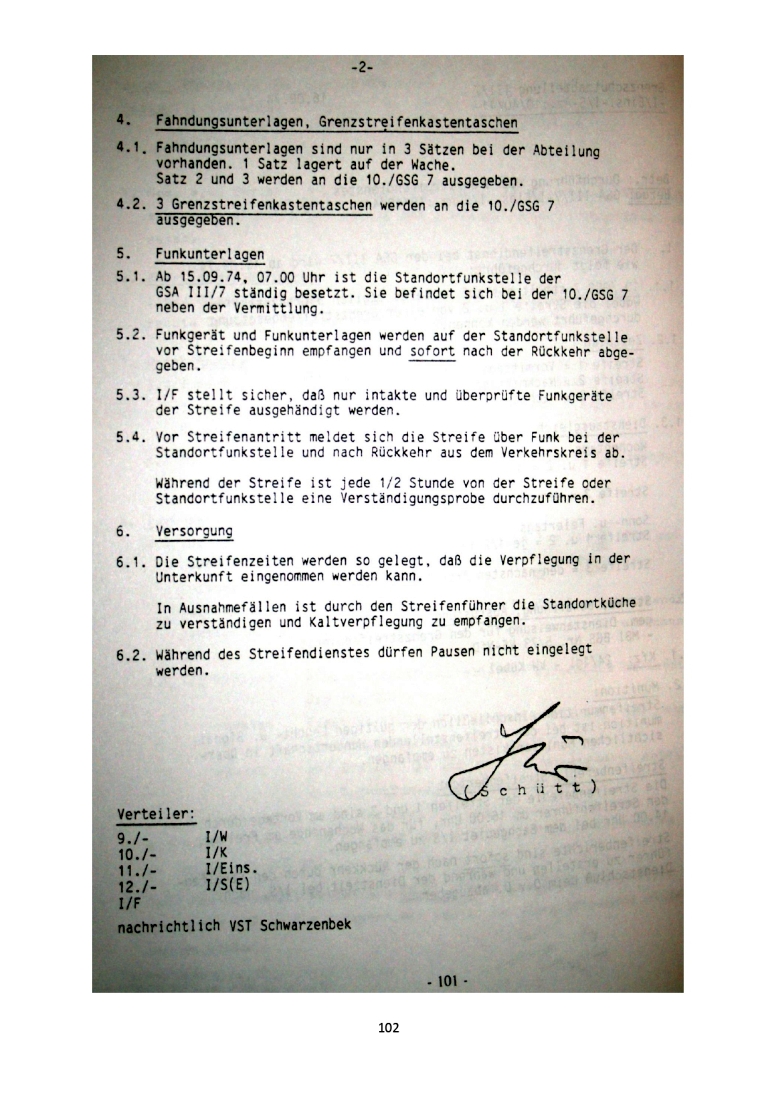 -2-
4. Fahndungsunterlagen, Grenzstreifenkastentaschen
4.1. Fahndungsunterlagen sind nur in 3 Sätzen bei der Abteilung
vorhanden. 1 Satz lagert auf der Wache.
Satz 2 und 3 werden an die 10./GSG 7 ausgegeben.
4.2. 3 Grenzstreifenkastentaschen werden an die 10./GSG 7
ausgegeben.
5. Funkunterlagen
5.1. Ab 15.09.74, 07.00 Uhr ist die Standortfunkstelle der
GSA III/7 ständig besetzt. Sie befindet sich bei der 10./GSG 7
neben der Vermittlung.
5.2. Funkgerät und Funkunterlagen werden auf der Standortfunkstelle
vor Streifenbeginn empfangen und sofort nach der Rückkehr abge-
geben.
5.3. I/F stellt sicher, daß nur intakte und überprüfte Funkgeräte
der Streife ausgehändigt werden.
5.4. Vor Streifenantritt meldet sich die Streife über Funk bei der
Standortfunkstelle und nach Rückkehr aus dem Verkehrskreis ab.
Während der Streife ist jede 1/2 Stunde von der Streife oder
Standortfunkstelle eine Verständigungsprobe durchzuführen.
6. Versorgung
6.1. Die Streifenzeiten werden so gelegt, daß die Verpflegung in der
Unterkunft eingenommen werden kann.
In Ausnahmefällen ist durch den Streifenführer die Standortküche
zu verständigen und Kaltverpflegung zu empfangen.
6.2. Während des Streifendienstes dürfen Pausen nicht eingelegt
werden.
(Schütt)
Verteiler:
9./- I/W
10./- I/K
11./- I/Eins.
12./- I/S(E)
I/F
nachrichtlich VST Schwarzenbek
- 101 -
102